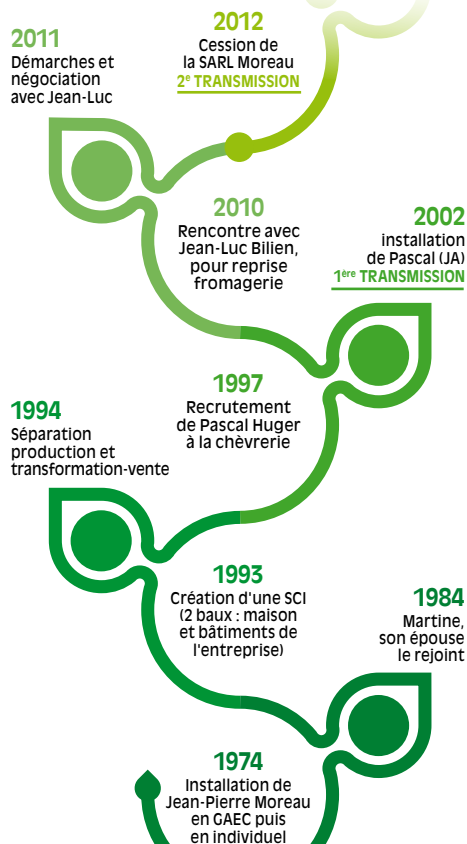 2012
Cession de
la SARL Moreau
2e TRANSMISSION
2011
Démarches et
négociation
avec Jean-Luc
2010
Rencontre avec
Jean-Luc Bilien,
pour reprise
fromagerie
2002
installation
de Pascal (JA)
1ère TRANSMISSION
1997
Recrutement
de Pascal Huger
à la chèvrerie
1994
Séparation
production et
transformation-vente
1993
Création d'une SCI
(2 baux : maison
et bâtiments de
l'entreprise)
1984
Martine,
son épouse
le rejoint
1974
Installation de
Jean-Pierre Moreau
en GAEC puis
en individuel